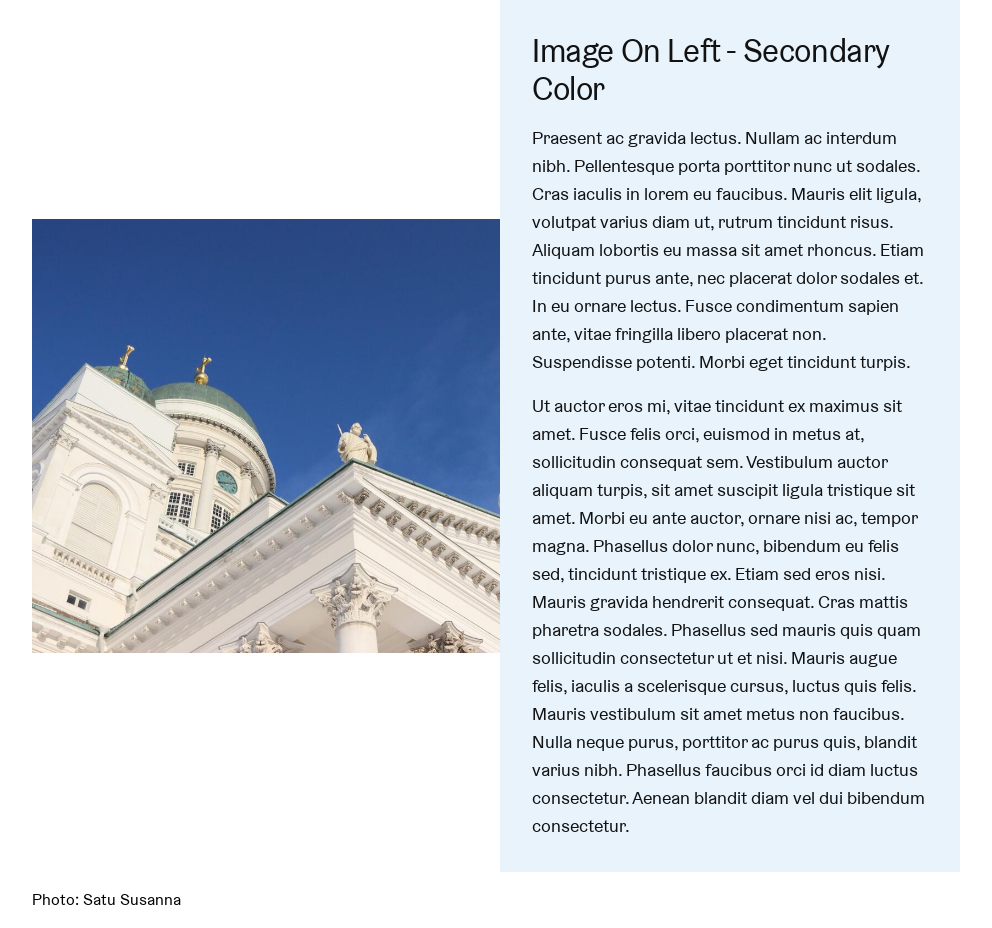 Image On Left - Secondary
Color
Praesent ac gravida lectus. Nullam ac interdum
nibh. Pellentesque porta porttitor nunc ut sodales.
Cras iaculis in lorem eu faucibus. Mauris elit ligula,
volutpat varius diam ut, rutrum tincidunt risus.
Aliquam lobortis eu massa sit amet rhoncus. Etiam
tincidunt purus ante, nec placerat dolor sodales et.
In eu ornare lectus. Fusce condimentum sapien
ante, vitae fringilla libero placerat non.
Suspendisse potenti. Morbi eget tincidunt turpis.
Ut auctor eros mi, vitae tincidunt ex maximus sit
amet. Fusce felis orci, euismod in metus at,
sollicitudin consequat sem. Vestibulum auctor
aliquam turpis, sit amet suscipit ligula tristique sit
amet. Morbi eu ante auctor, ornare nisi ac, tempor
magna. Phasellus dolor nunc, bibendum eu felis
sed, tincidunt tristique ex. Etiam sed eros nisi.
Mauris gravida hendrerit consequat. Cras mattis
pharetra sodales. Phasellus sed mauris quis quam
sollicitudin consectetur ut et nisi. Mauris augue
felis, iaculis a scelerisque cursus, luctus quis felis.
Mauris vestibulum sit amet metus non faucibus.
Nulla neque purus, porttitor ac purus quis, blandit
varius nibh. Phasellus faucibus orci id diam luctus
consectetur. Aenean blandit diam vel dui bibendum
consectetur.
Photo: Satu Susanna